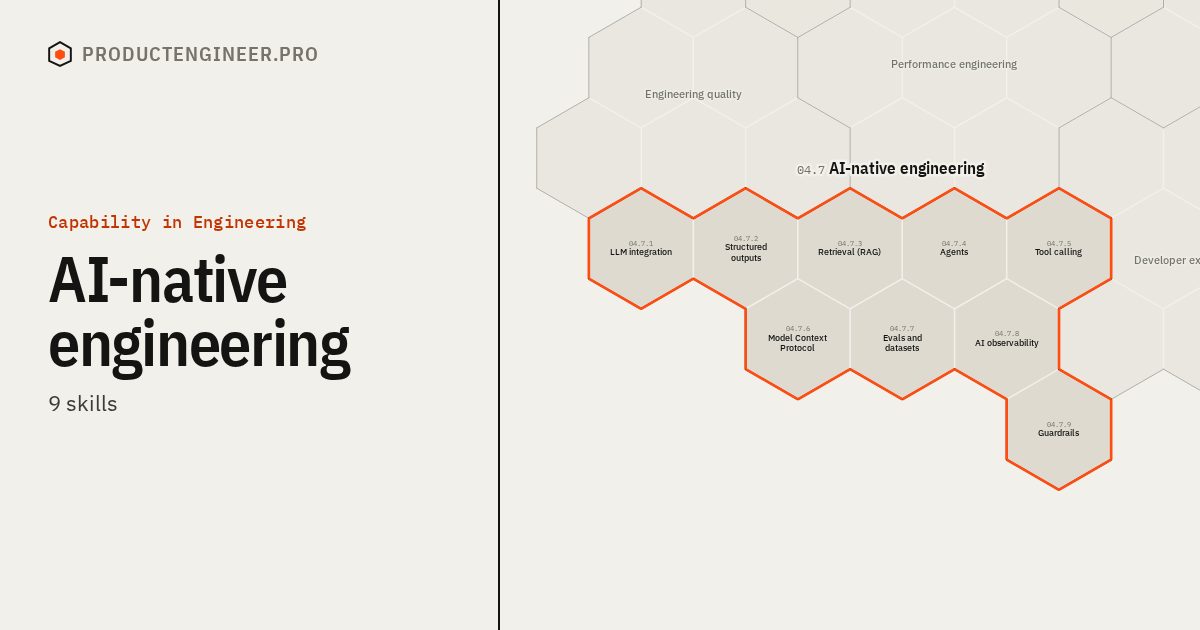 PRODUCTENGINEER.PRO
Capability in Engineering
AI-native
engineering
9 skills
Performance engineering
Engineering quality
04.7 AI-native engineering
04.7.1
LLM integration
04.7.2
Structured
outputs
04.7.3
Retrieval (RAG)
04.7.4
Agents
04.7.5
Tool calling
Developer ex
04.7.6
Model Context
Protocol
04.7.7
Evals and
datasets
04.7.8
AI observability
04.7.9
Guardrails